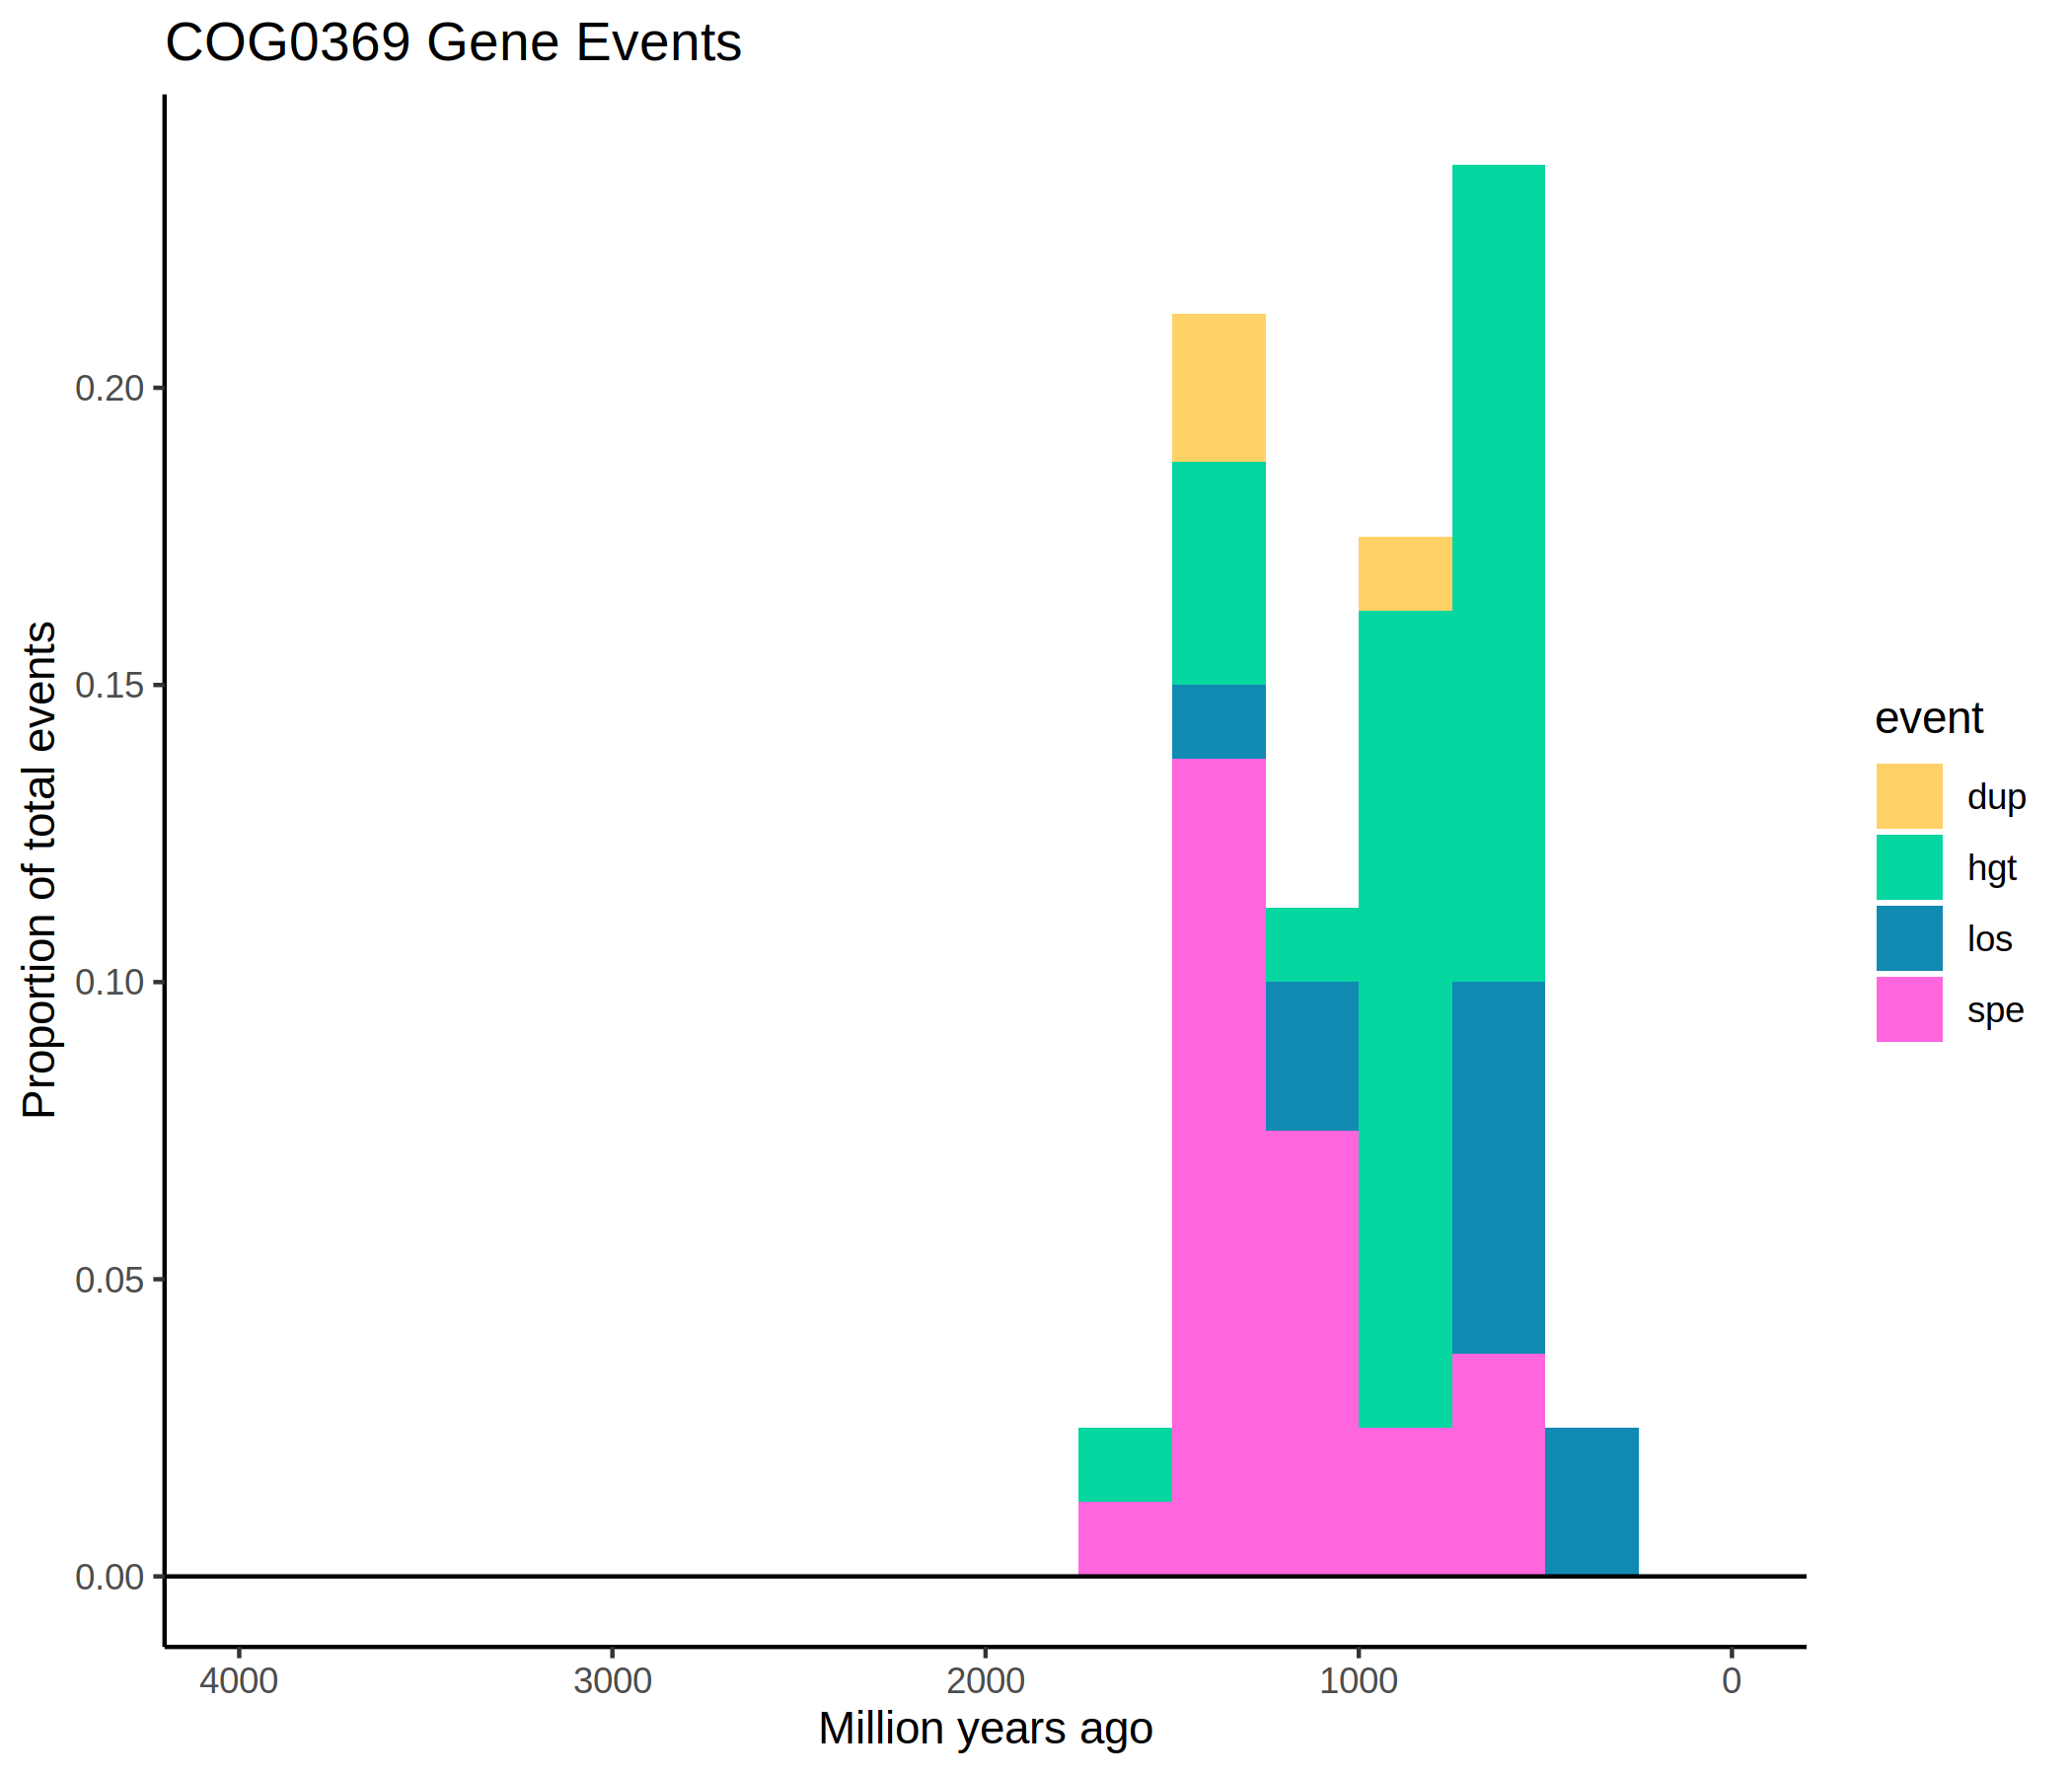 COG0369 Gene Events
Proportion of total events
0.20
0.15
0.10
0.05
0.00
4000 3000 2000 1000 0
Million years ago
event
dup
hgt
los
spe